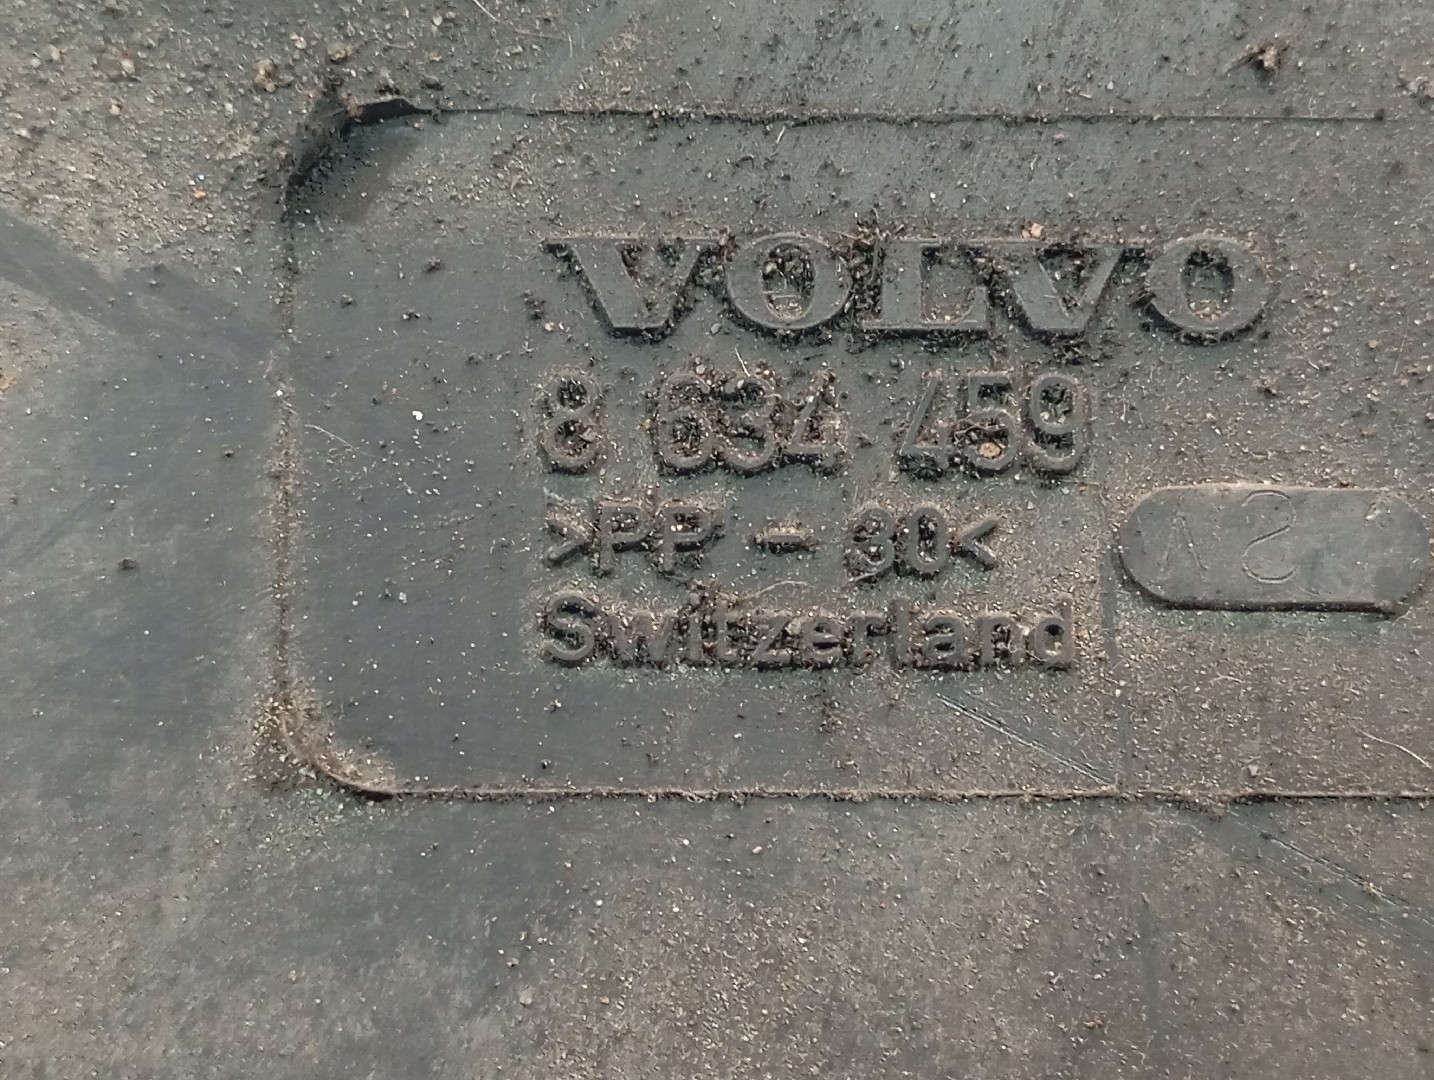 VOLVO
8 634 459
>PP - 30<
Switzerland